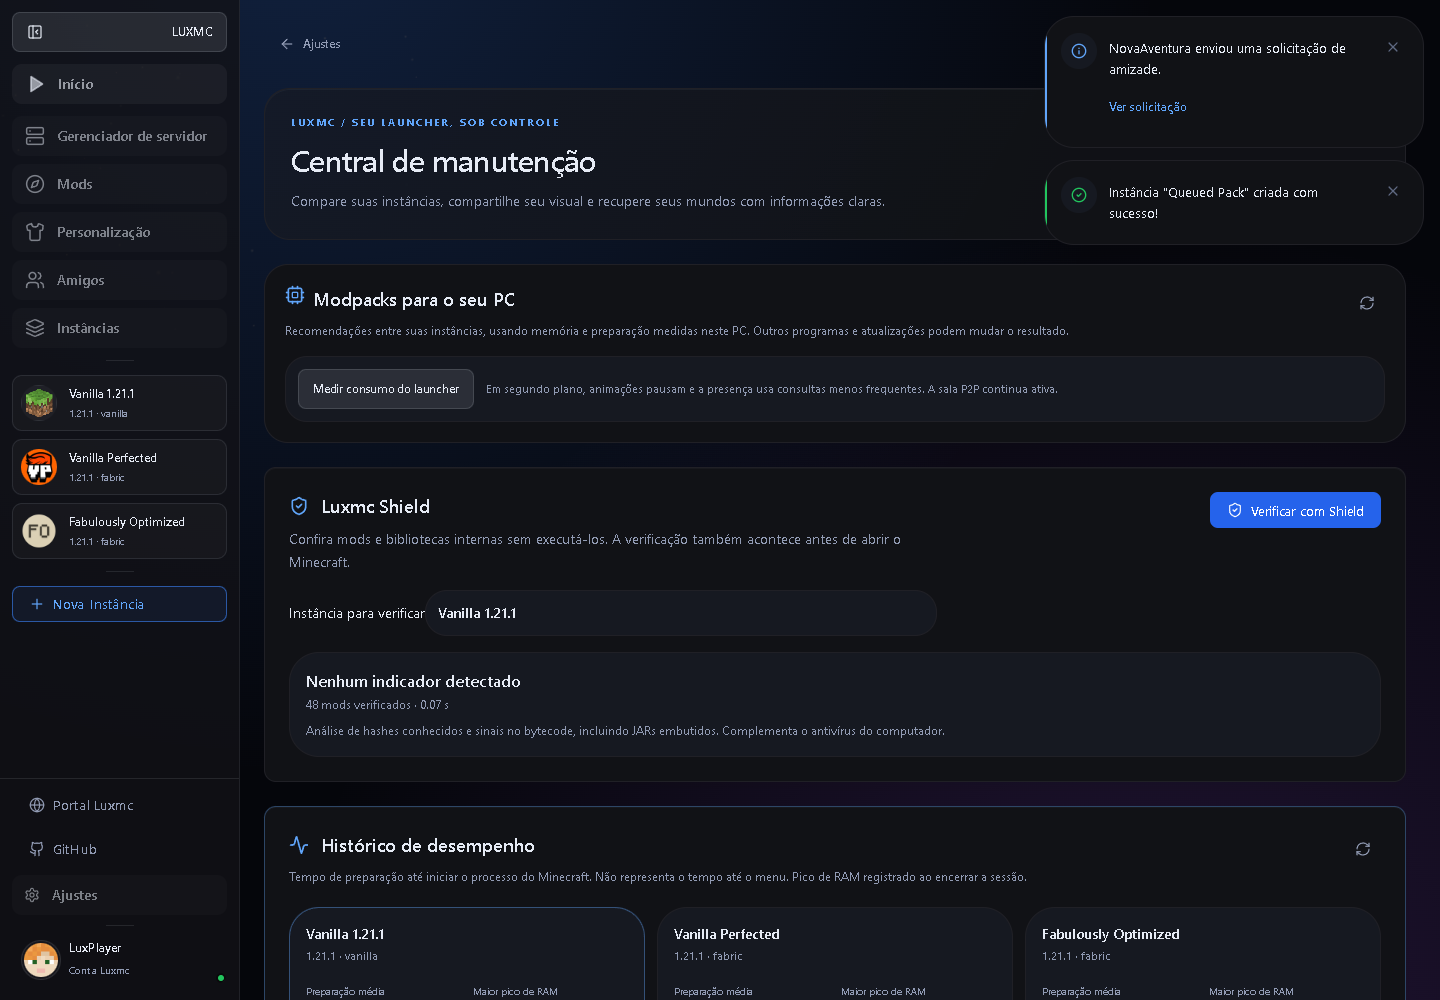 LUXMC
Início
Gerenciador de servidor
Mods
Personalização
Amigos
Instâncias
Vanilla 1.21.1
1.21.1 · vanilla
Vanilla Perfected
1.21.1 · fabric
Fabulously Optimized
1.21.1 · fabric
Nova Instância
Portal Luxmc
GitHub
Ajustes
LuxPlayer
Conta Luxmc
Ajustes
LUXMC / SEU LAUNCHER, SOB CONTROLE
Central de manutenção
Compare suas instâncias, compartilhe seu visual e recupere seus mundos com informações claras.
NovaAventura enviou uma solicitação de
amizade.
Ver solicitação
Instância "Queued Pack" criada com
sucesso!
Modpacks para o seu PC
Recomendações entre suas instâncias, usando memória e preparação medidas neste PC. Outros programas e atualizações podem mudar o resultado.
Medir consumo do launcher
Em segundo plano, animações pausam e a presença usa consultas menos frequentes. A sala P2P continua ativa.
Luxmc Shield
Verificar com Shield
Confira mods e bibliotecas internas sem executá-los. A verificação também acontece antes de abrir o
Minecraft.
Instância para verificar
Vanilla 1.21.1
Nenhum indicador detectado
48 mods verificados · 0.07 s
Análise de hashes conhecidos e sinais no bytecode, incluindo JARs embutidos. Complementa o antivírus do computador.
Histórico de desempenho
Tempo de preparação até iniciar o processo do Minecraft. Não representa o tempo até o menu. Pico de RAM registrado ao encerrar a sessão.
Vanilla 1.21.1
1.21.1 · vanilla
Preparação média
Maior pico de RAM
Vanilla Perfected
1.21.1 · fabric
Preparação média
Maior pico de RAM
Fabulously Optimized
1.21.1 · fabric
Preparação média
Maior pico de RAM
VP
FO